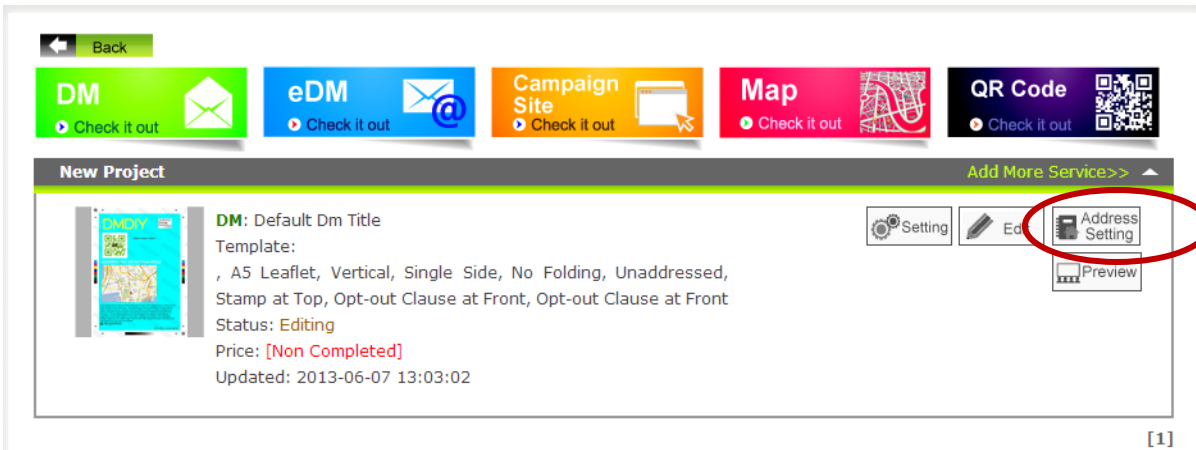 Back
DM
Check it out
eDM
Check it out
Campaign
Site
Check it out
Map
Check it out
QR Code
Check it out
New Project
Add More Service>>
DMDIY
DM: Default Dm Title
Template:
, A5 Leaflet, Vertical, Single Side, No Folding, Unaddressed,
Stamp at Top, Opt-out Clause at Front, Opt-out Clause at Front
Status: Editing
Price: [Non Completed]
Updated: 2013-06-07 13:03:02
Setting
Address
Setting
Preview
[1]